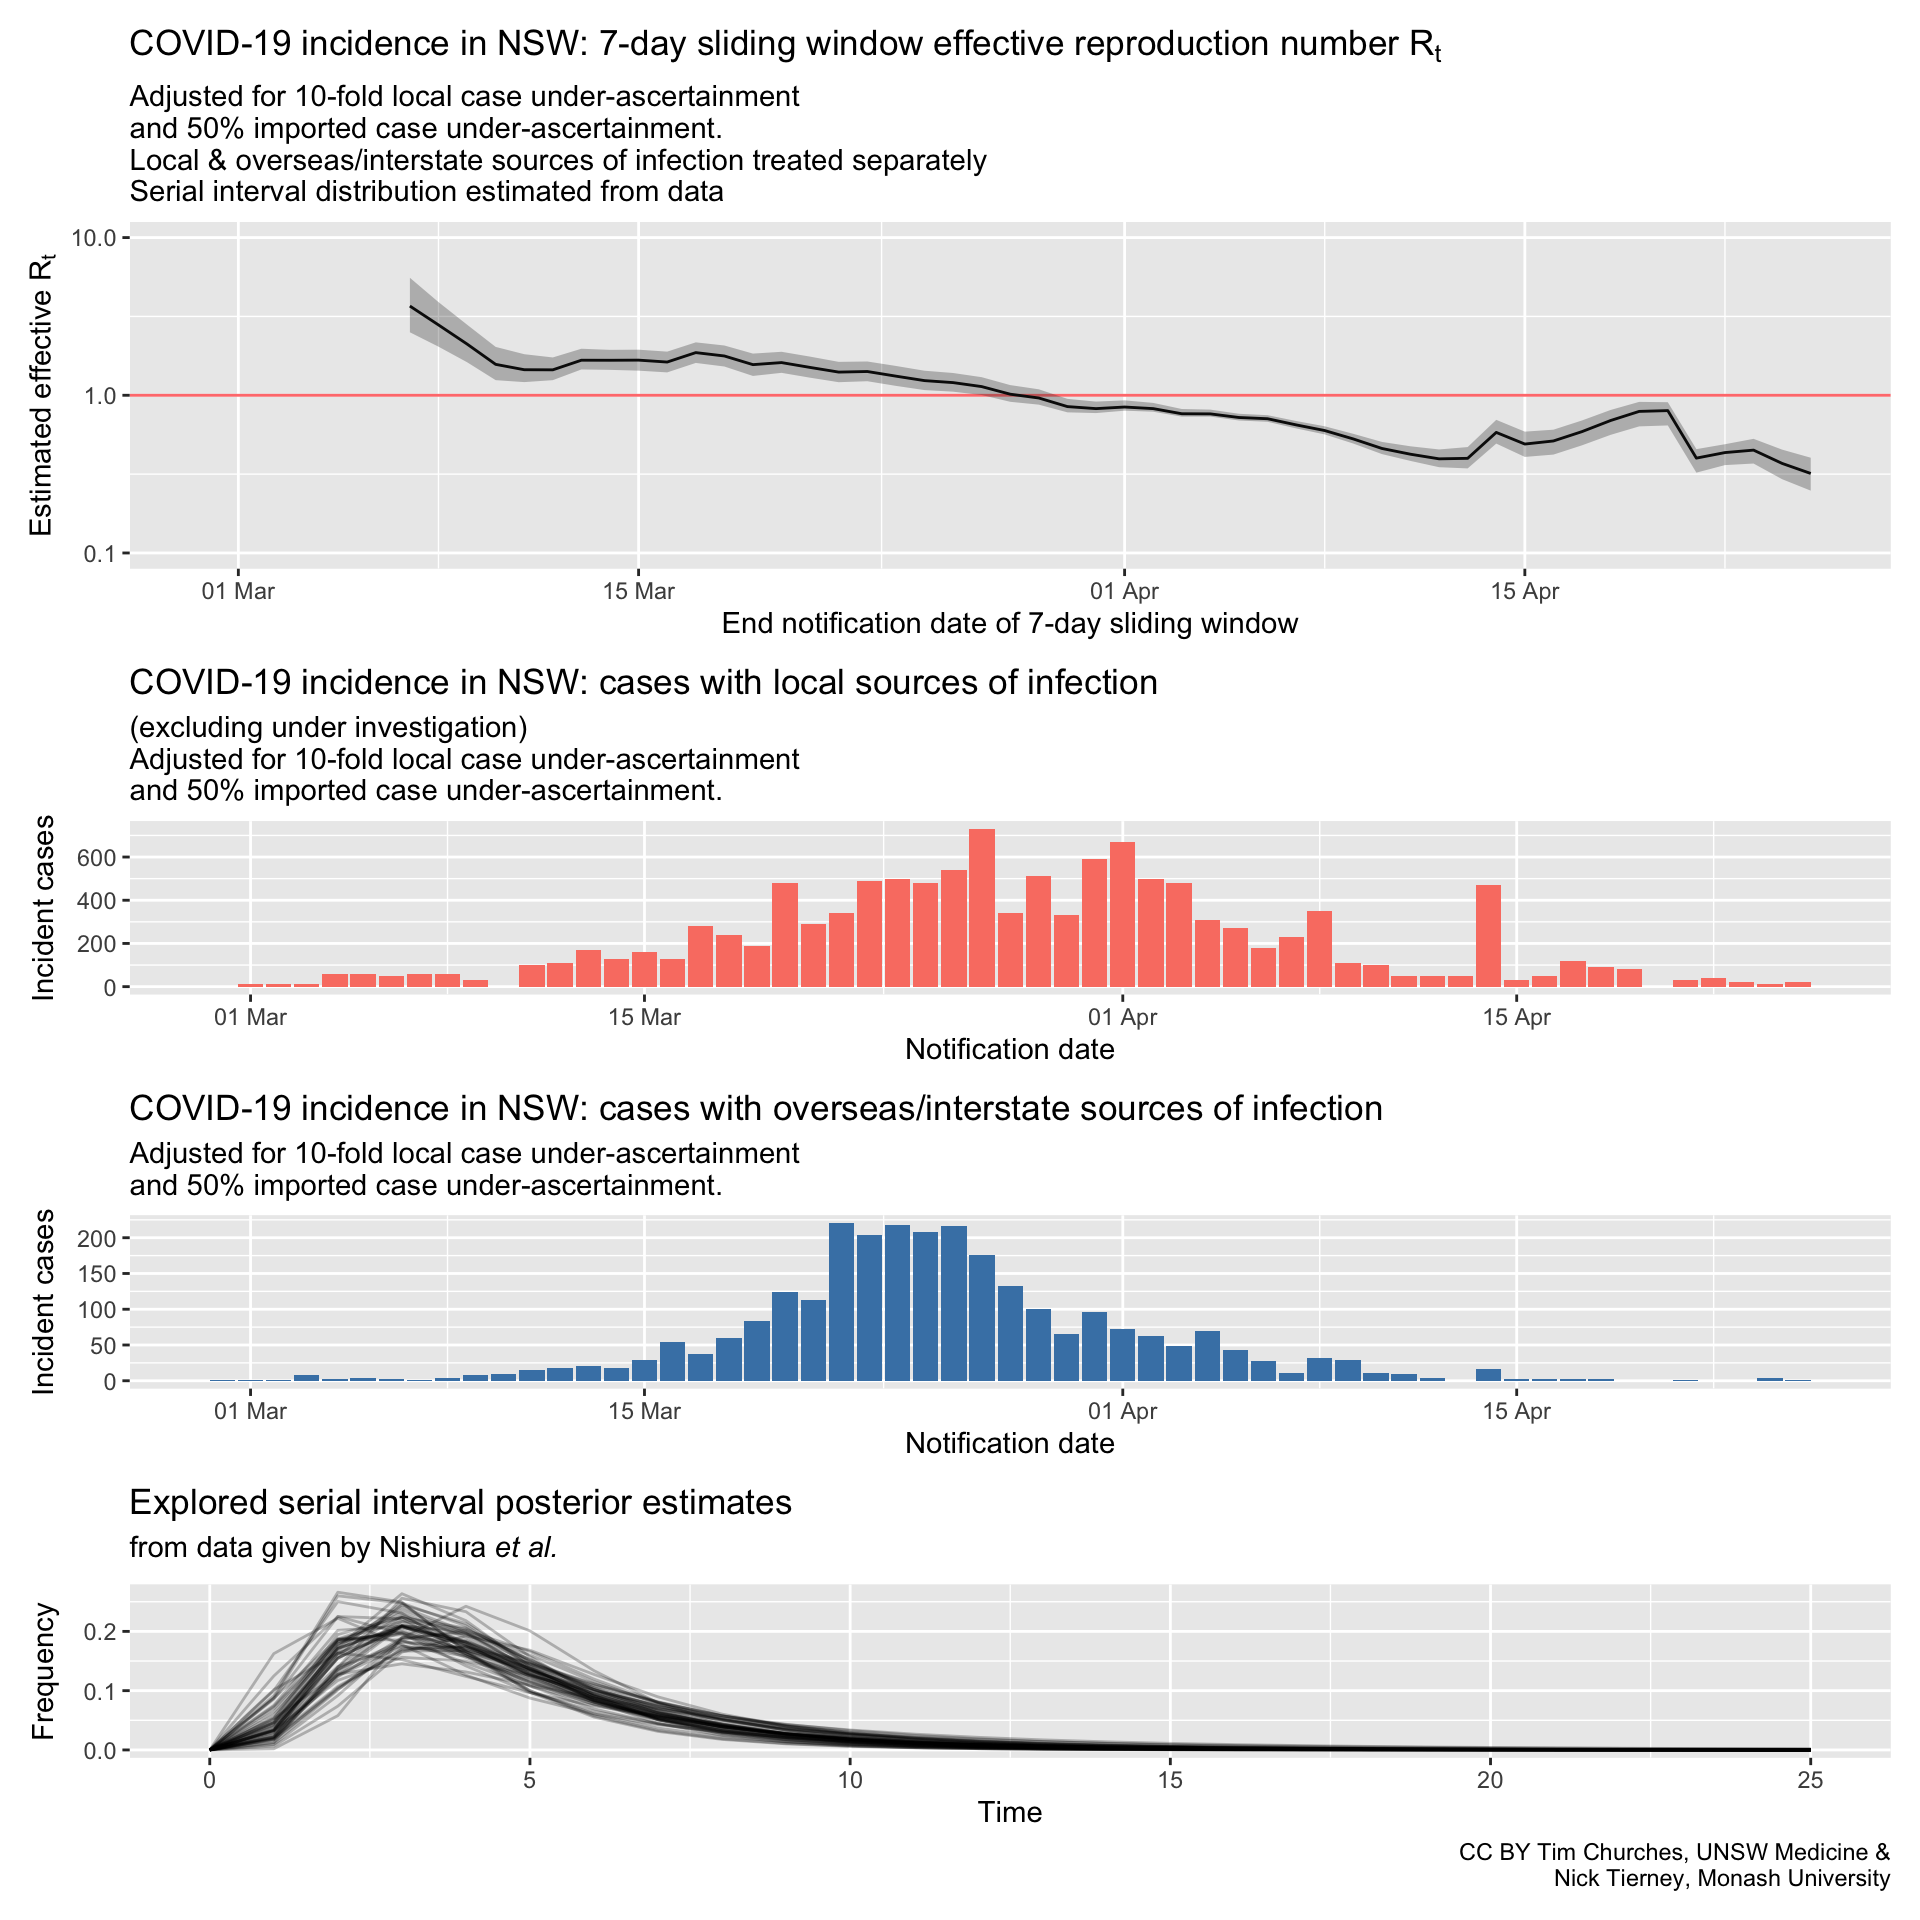 COVID-19 incidence in NSW: 7-day sliding window effective reproduction number Rt
Adjusted for 10-fold local case under-ascertainment
and 50% imported case under-ascertainment.
Local & overseas/interstate sources of infection treated separately
Serial interval distribution estimated from data
Estimated effective Rt
10.0
1.0
0.1
01 Mar
15 Mar
01 Apr
15 Apr
End notification date of 7-day sliding window
COVID-19 incidence in NSW: cases with local sources of infection
(excluding under investigation)
Adjusted for 10-fold local case under-ascertainment
and 50% imported case under-ascertainment.
Incident cases
600
400
200
0
01 Mar
15 Mar
01 Apr
15 Apr
Notification date
COVID-19 incidence in NSW: cases with overseas/interstate sources of infection
Adjusted for 10-fold local case under-ascertainment
and 50% imported case under-ascertainment.
Incident cases
200
150
100
50
0
01 Mar
15 Mar
01 Apr
15 Apr
Notification date
Explored serial interval posterior estimates
from data given by Nishiura et al.
Frequency
0.2
0.1
0.0
0
5
10
15
20
25
Time
CC BY Tim Churches, UNSW Medicine &
Nick Tierney, Monash University